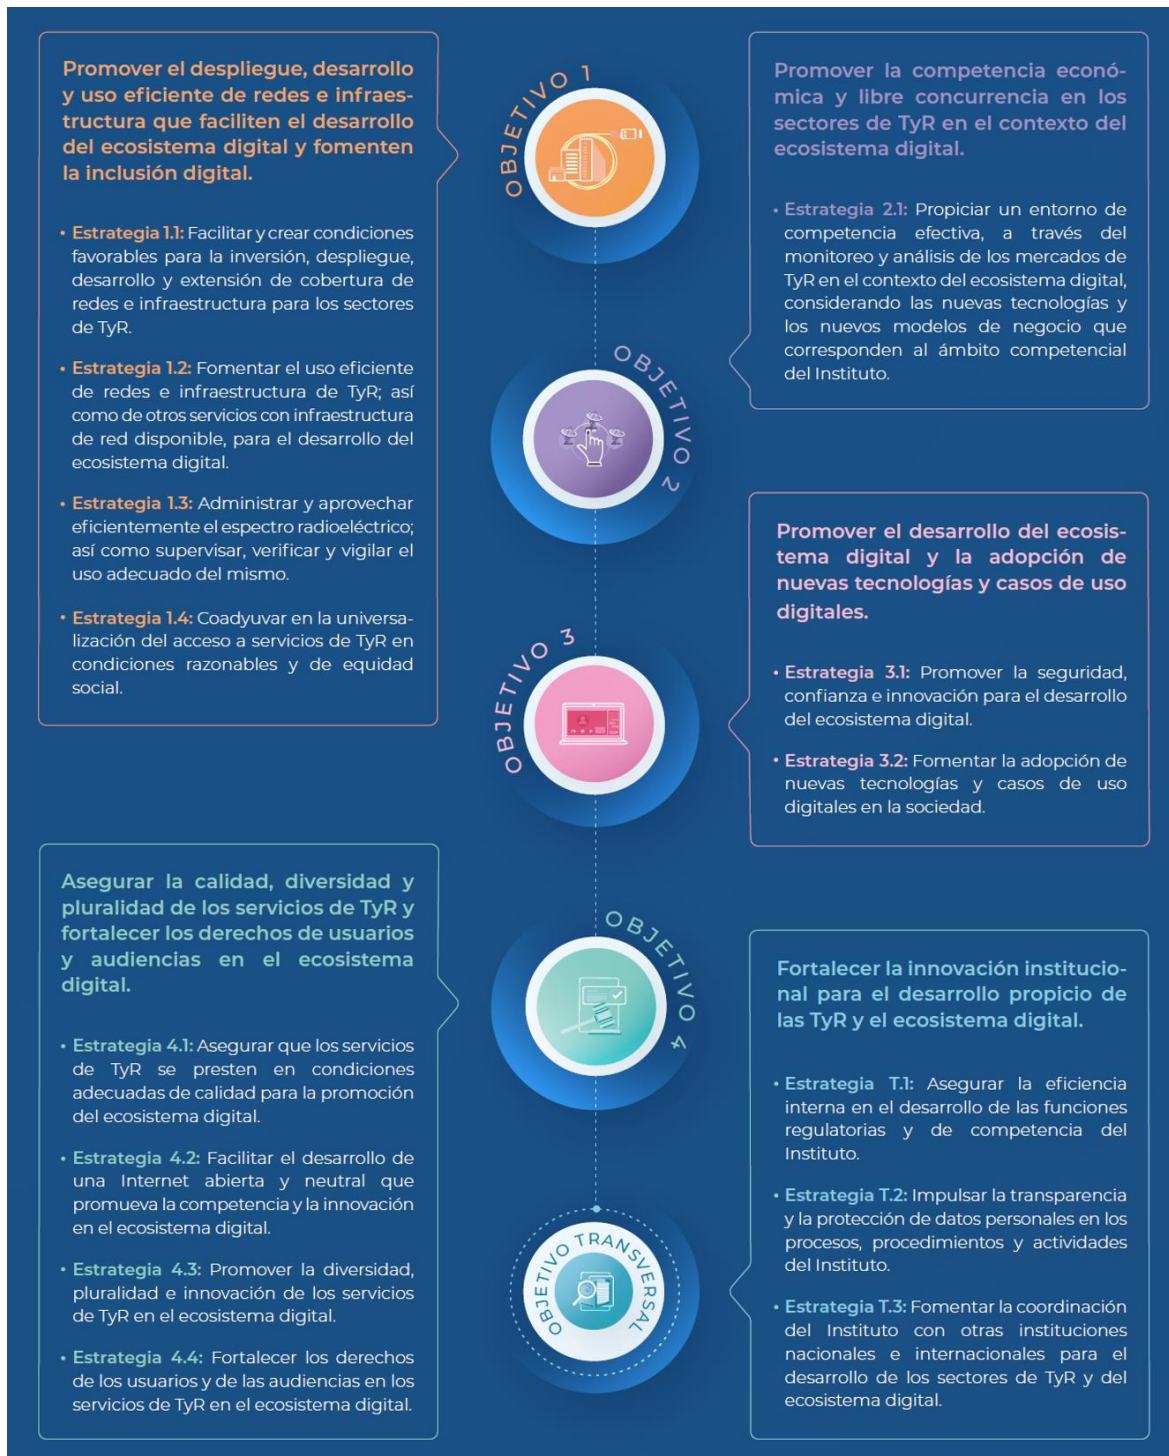 OBJETIVO 1
Promover el despliegue, desarrollo
y uso eficiente de redes e infraes-
tructura que faciliten el desarrollo
del ecosistema digital y fomenten
la inclusión digital.
• Estrategia 1.1: Facilitar y crear condiciones
favorables para la inversión, despliegue,
desarrollo y extensión de cobertura de
redes e infraestructura para los sectores
de TyR.
• Estrategia 1.2: Fomentar el uso eficiente
de redes e infraestructura de TyR; así
como de otros servicios con infraestructura
de red disponible, para el desarrollo del
ecosistema digital.
• Estrategia 1.3: Administrar y aprovechar
eficientemente el espectro radioeléctrico;
así como supervisar, verificar y vigilar el
uso adecuado del mismo.
• Estrategia 1.4: Coadyuvar en la universa-
lización del acceso a servicios de TyR en
condiciones razonables y de equidad
social.
OBJETIVO 2
Promover la competencia econó-
mica y libre concurrencia en los
sectores de TyR en el contexto del
ecosistema digital.
• Estrategia 2.1: Propiciar un entorno de
competencia efectiva, a través del
monitoreo y análisis de los mercados de
TyR en el contexto del ecosistema digital,
considerando las nuevas tecnologías y
los nuevos modelos de negocio que
corresponden al ámbito competencial
del Instituto.
OBJETIVO 3
Promover el desarrollo del ecosis-
tema digital y la adopción de
nuevas tecnologías y casos de uso
digitales.
• Estrategia 3.1: Promover la seguridad,
confianza e innovación para el desarrollo
del ecosistema digital.
• Estrategia 3.2: Fomentar la adopción de
nuevas tecnologías y casos de uso
digitales en la sociedad.
OBJETIVO 4
Asegurar la calidad, diversidad y
pluralidad de los servicios de TyR y
fortalecer los derechos de usuarios
y audiencias en el ecosistema
digital.
• Estrategia 4.1: Asegurar que los servicios
de TyR se presten en condiciones
adecuadas de calidad para la promoción
del ecosistema digital.
• Estrategia 4.2: Facilitar el desarrollo de
una Internet abierta y neutral que
promueva la competencia y la innovación
en el ecosistema digital.
• Estrategia 4.3: Promover la diversidad,
pluralidad e innovación de los servicios
de TyR en el ecosistema digital.
• Estrategia 4.4: Fortalecer los derechos
de los usuarios y de las audiencias en los
servicios de TyR en el ecosistema digital.
OBJETIVO TRANSVERSAL
Fortalecer la innovación institucio-
nal para el desarrollo propicio de
las TyR y el ecosistema digital.
• Estrategia T.1: Asegurar la eficiencia
interna en el desarrollo de las funciones
regulatorias y de competencia del
Instituto.
• Estrategia T.2: Impulsar la transparencia
y la protección de datos personales en los
procesos, procedimientos y actividades
del Instituto.
• Estrategia T.3: Fomentar la coordinación
del Instituto con otras instituciones
nacionales e internacionales para el
desarrollo de los sectores de TyR y del
ecosistema digital.